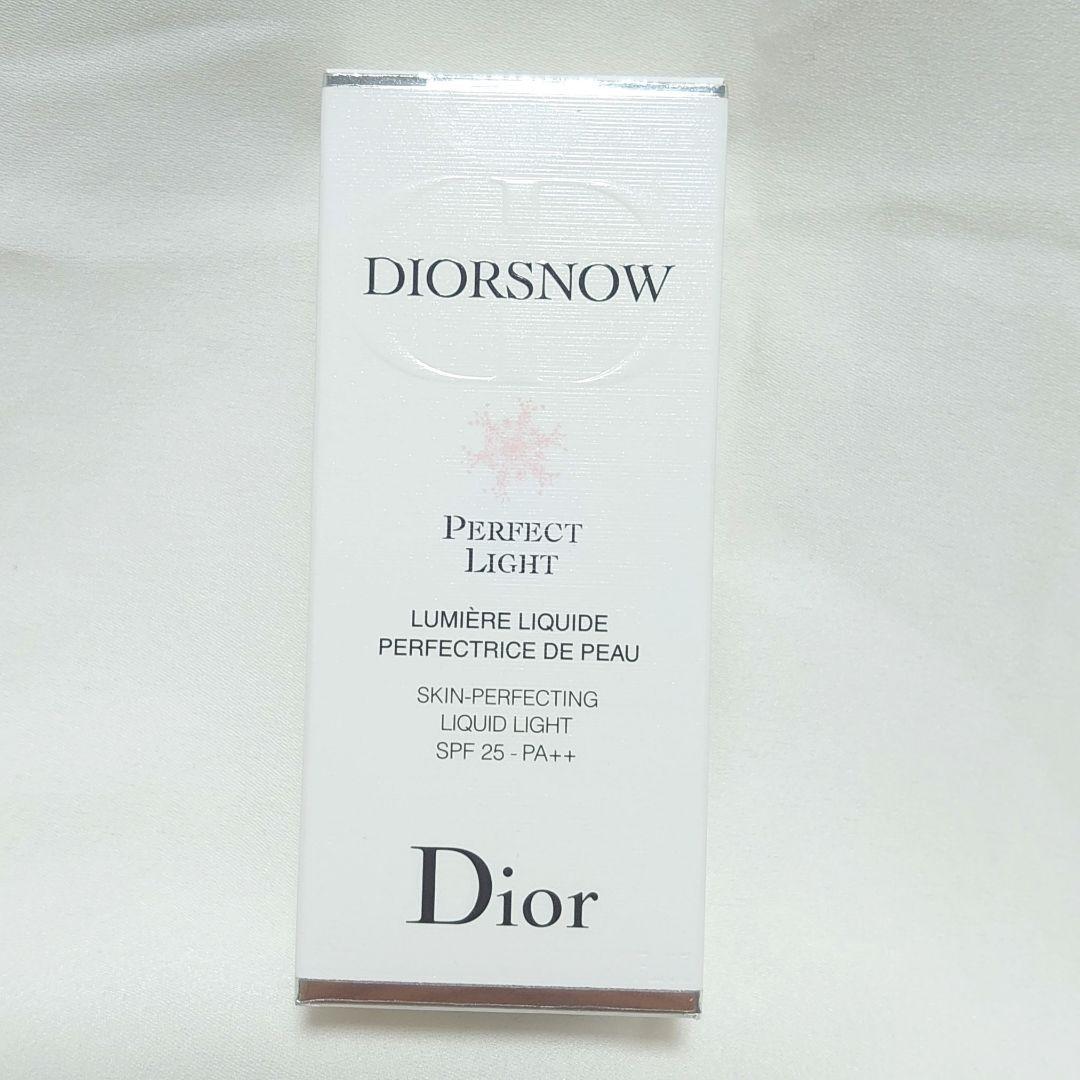 DIORSNOW
PERFECT
LIGHT
LUMIÈRE LIQUIDE
PERFECTRICE DE PEAU
SKIN-PERFECTING
LIQUID LIGHT
SPF 25 - PA++
Dior